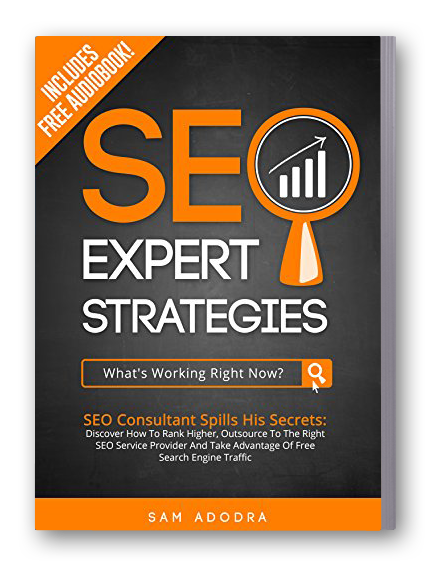 INCLUDES
FREE AUDIOBOOK!
SEO
EXPERT
STRATEGIES
What's Working Right Now?
SEO Consultant Spills His Secrets:
Discover How To Rank Higher, Outsource To The Right
SEO Service Provider And Take Advantage Of Free
Search Engine Traffic
SAM ADODRA